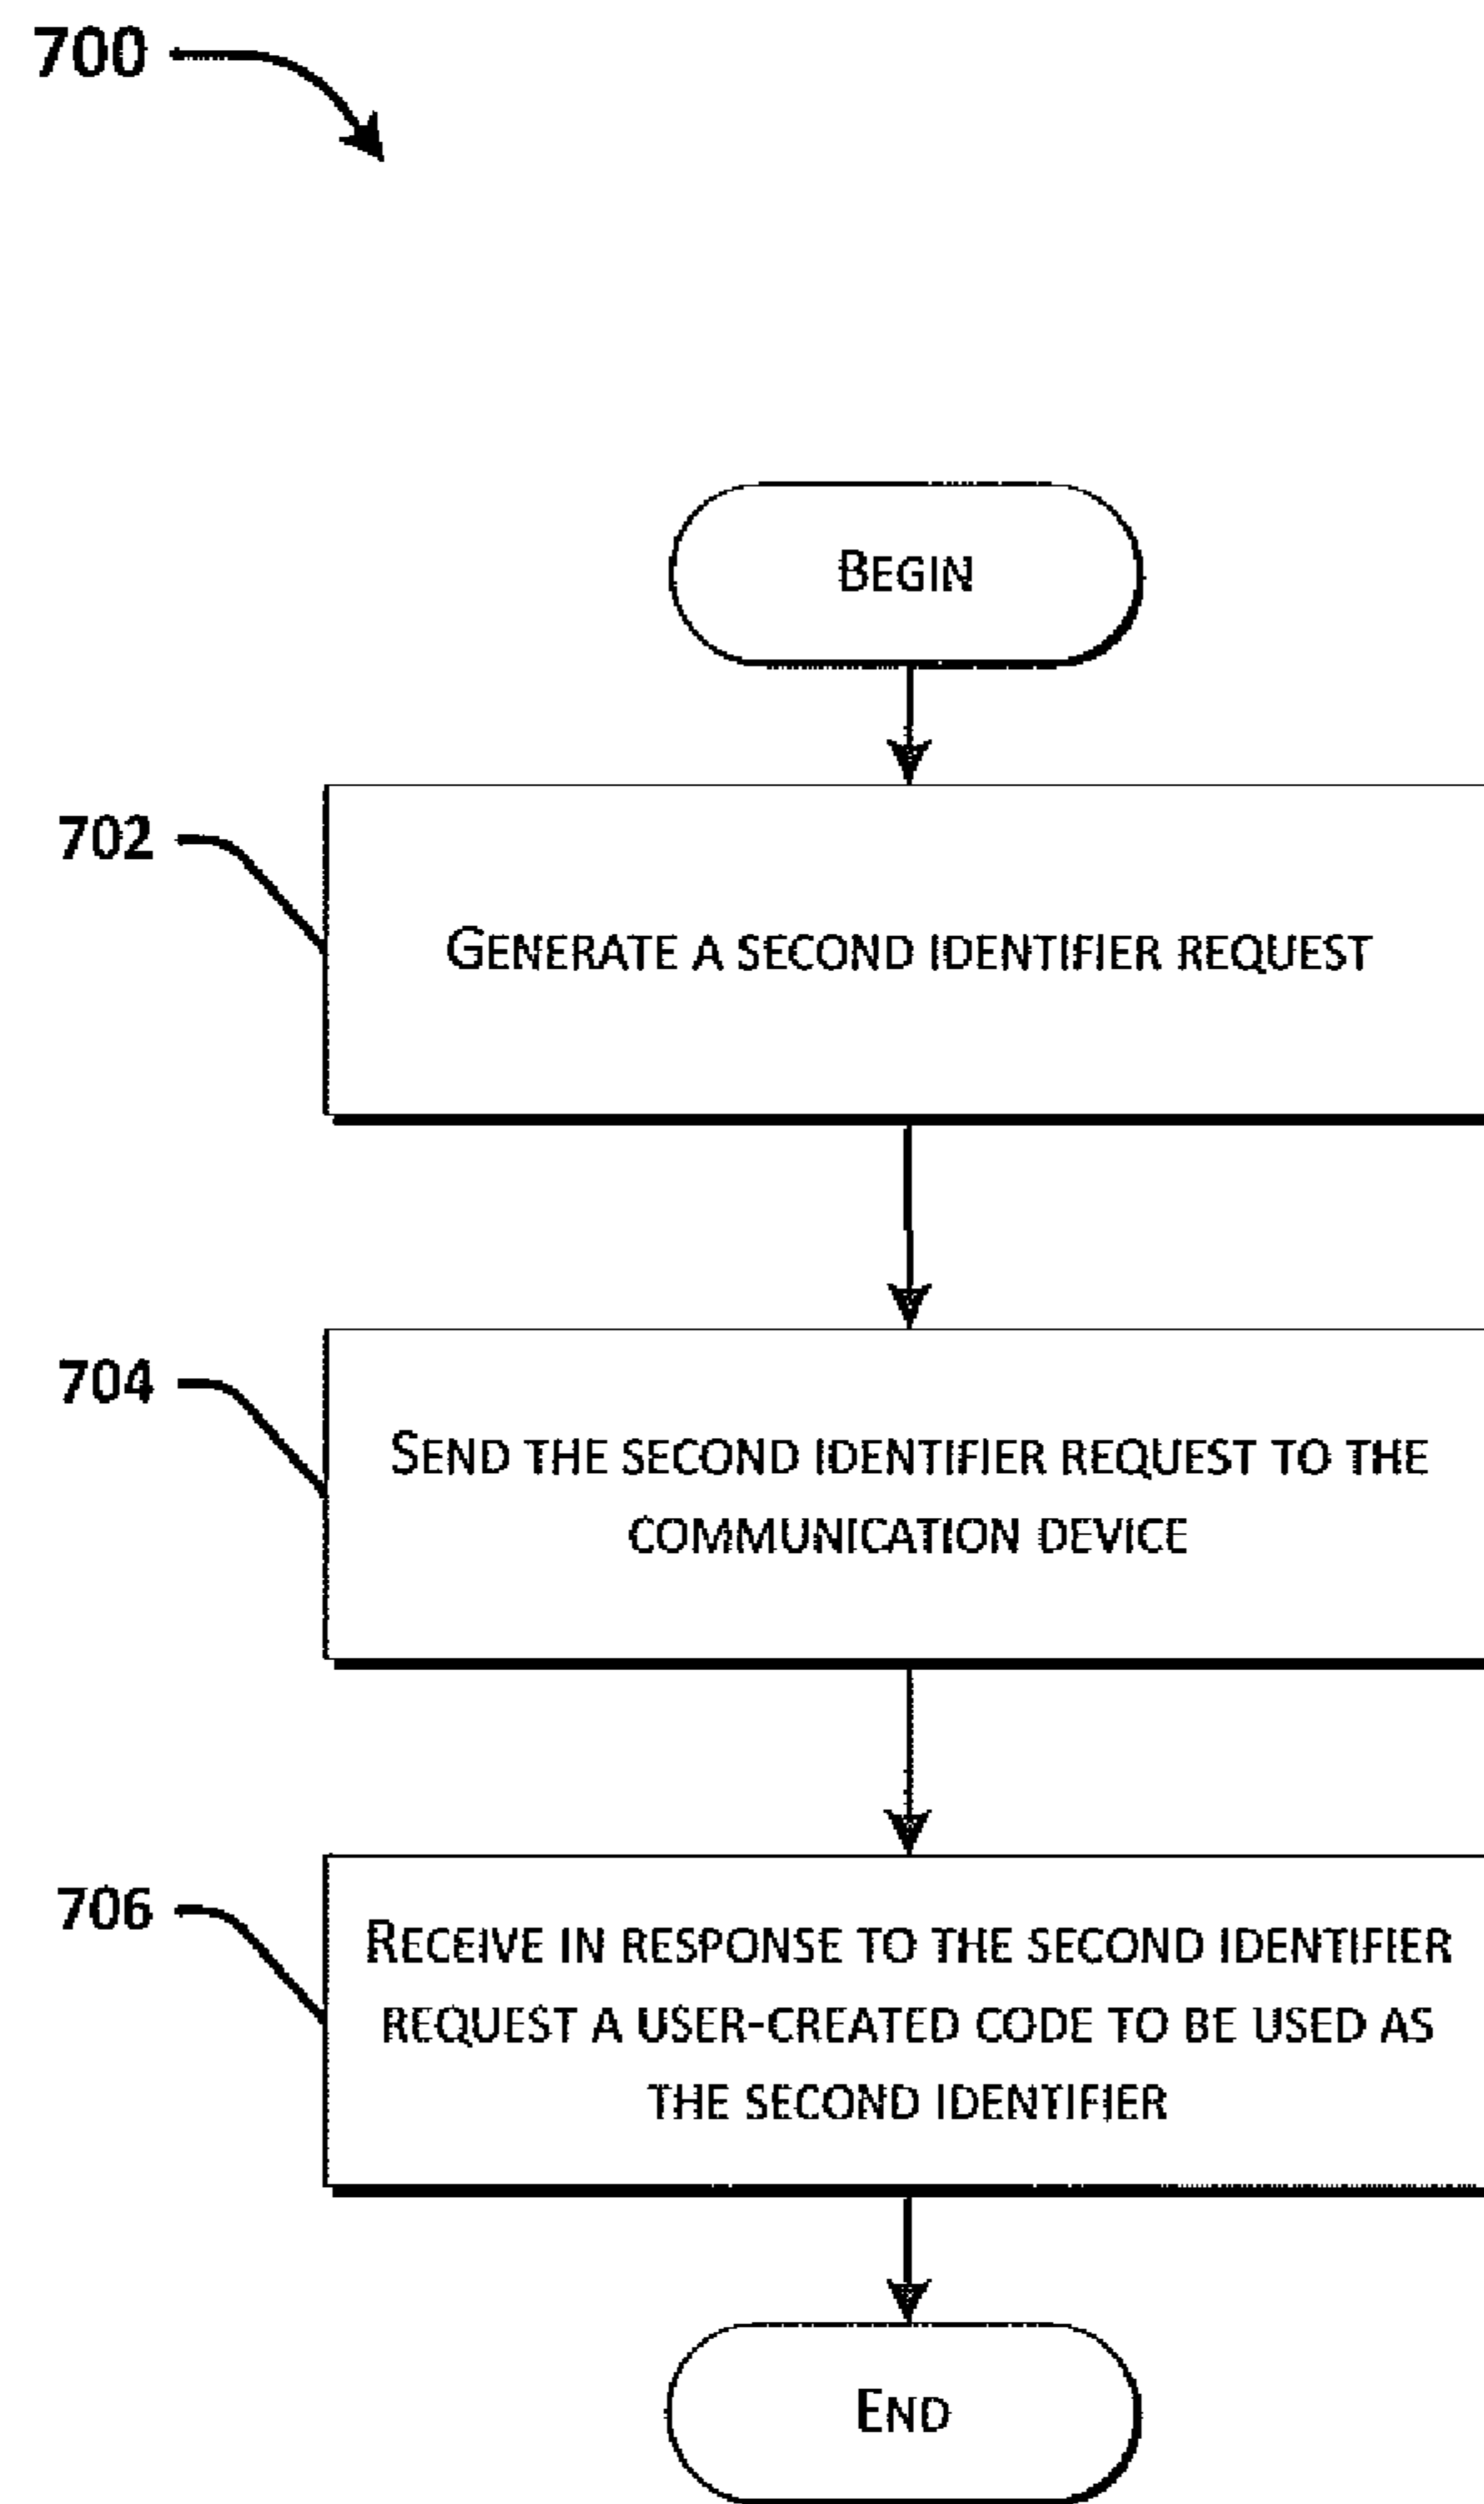 700
BEGIN
702
GENERATE A SECOND IDENTIFIER REQUEST
704
SEND THE SECOND IDENTIFIER REQUEST TO THE
COMMUNICATION DEVICE
706
RECEIVE IN RESPONSE TO THE SECOND IDENTIFIER
REQUEST A USER-CREATED CODE TO BE USED AS
THE SECOND IDENTIFIER
END